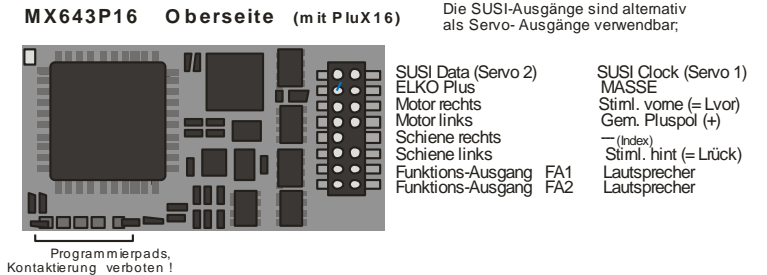 MX643P16 Oberseite (mit PluX16)
Die SUSI-Ausgänge sind alternativ
als Servo- Ausgänge verwendbar;
SUSI Data (Servo 2) SUSI Clock (Servo 1)
ELKO Plus MASSE
Motor rechts Stirnl. vorne (= Lvor)
Motor links Gem. Pluspol (+)
Schiene rechts --- (Index)
Schiene links Stirnl. hint (= Lrück)
Funktions-Ausgang FA1 Lautsprecher
Funktions-Ausgang FA2 Lautsprecher
Programmierpads,
Kontaktierung verboten !